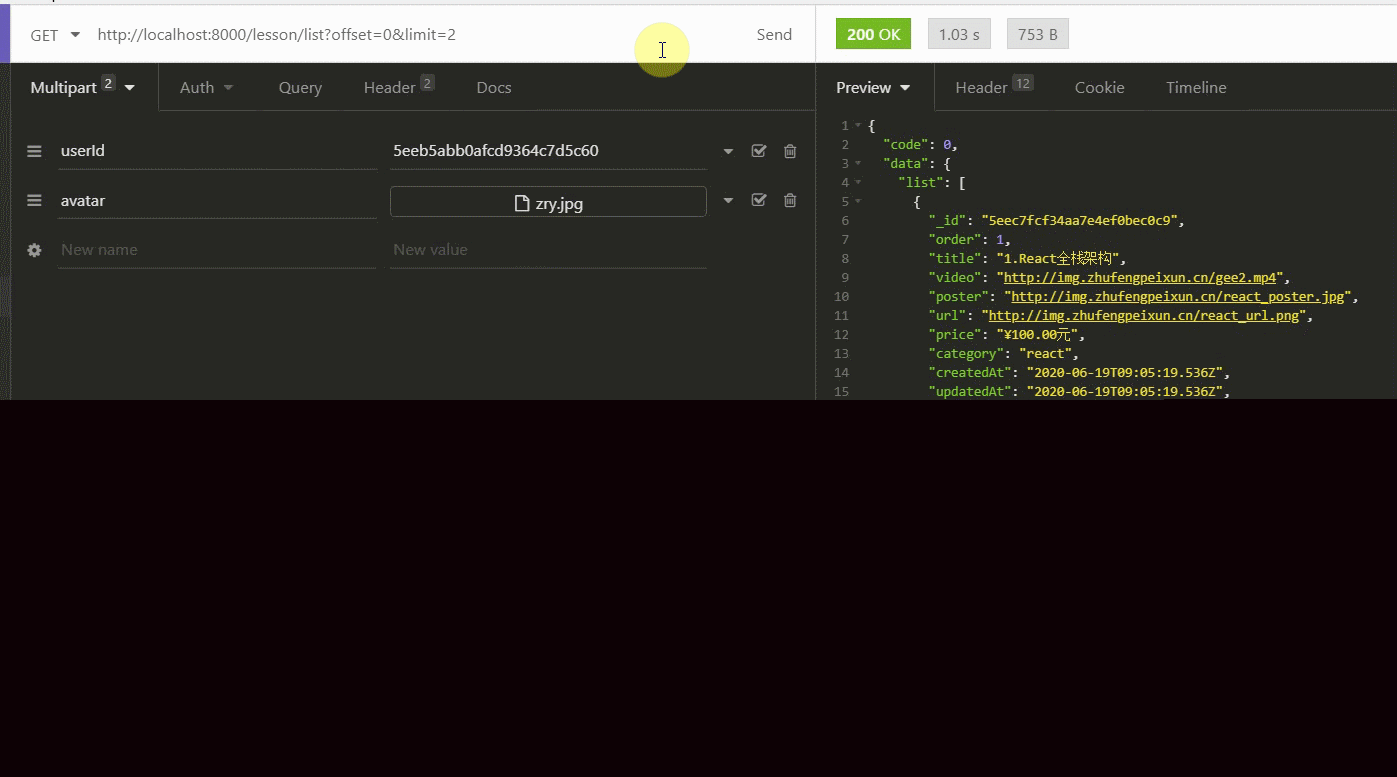 GET http://localhost:8000/lesson/list?offset=0&limit=2 Send 200 OK 1.03 s 753 B
Multipart 2 Auth Query Header 2 Docs
Preview Header 12 Cookie Timeline
userId 5eeb5abb0afcd9364c7d5c60
avatar zry.jpg
New name New value
1 {
2 "code": 0,
3 "data": {
4 "list": [
5 {
6 "_id": "5eec7fcf34aa7e4ef0bec0c9",
7 "order": 1,
8 "title": "1.React全栈架构",
9 "video": "http://img.zhufengpeixun.cn/gee2.mp4",
10 "poster": "http://img.zhufengpeixun.cn/react_poster.jpg",
11 "url": "http://img.zhufengpeixun.cn/react_url.png",
12 "price": "¥100.00元",
13 "category": "react",
14 "createdAt": "2020-06-19T09:05:19.536Z",
15 "updatedAt": "2020-06-19T09:05:19.536Z",